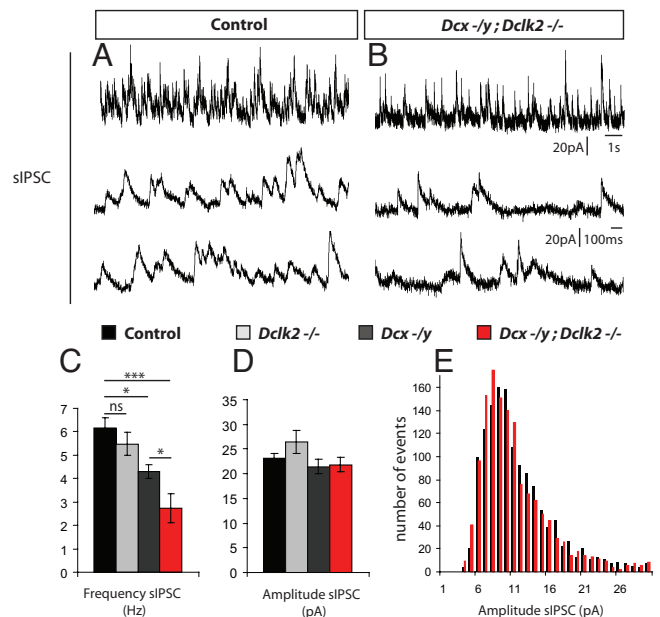 Control
Dcx -/y ; Dclk2 -/-
A
B
sIPSC
20pA
1s
20pA
100ms
Control
Dclk2 -/-
Dcx -/y
Dcx -/y ; Dclk2 -/-
C
D
E
***
*
ns
*
7
6
5
4
3
2
1
0
Frequency sIPSC
(Hz)
35
30
25
20
15
10
5
0
Amplitude sIPSC
(pA)
number of events
160
140
120
100
80
60
40
20
0
1 6 11 16 21 26
Amplitude sIPSC (pA)